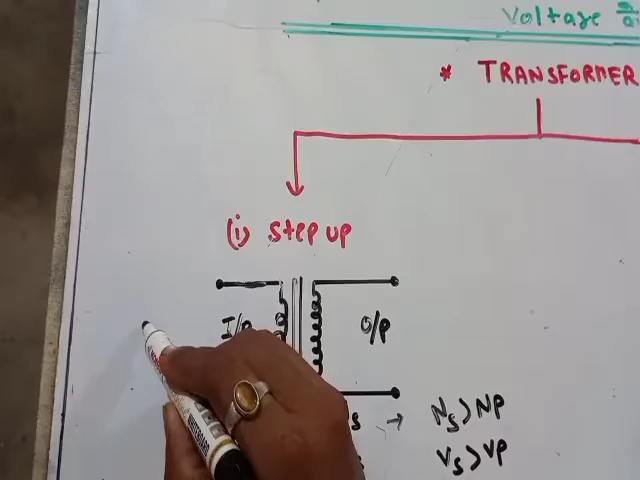 Voltage
* TRANSFORMER
(i) Step up
I/P O/P
S → Ns > Np
Vs > Vp